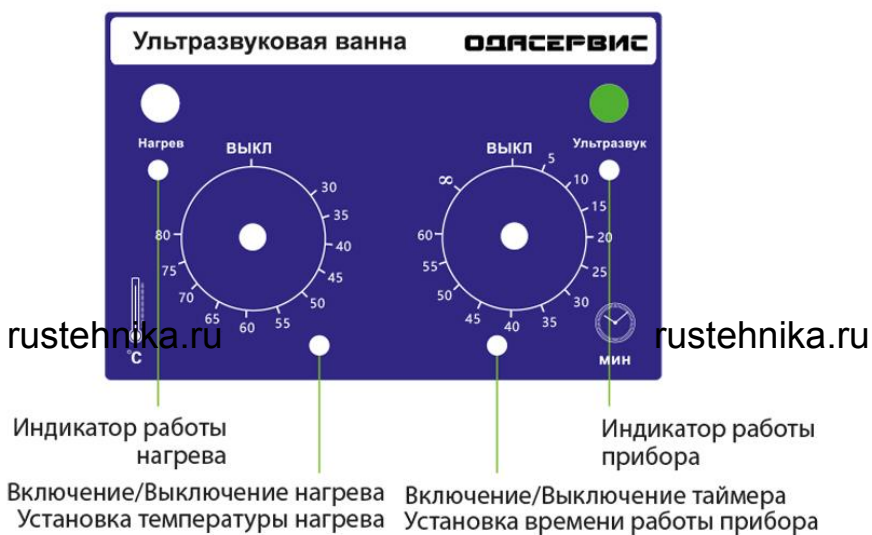 Ультразвуковая ванна ОДАСЕРВИС
Нагрев
Ультразвук
ВЫКЛ
30
35
40
45
50
55
60
65
70
75
80
°C
ВЫКЛ
5
10
15
20
25
30
35
40
45
50
55
60
∞
мин
rustehnika.ru
rustehnika.ru
Индикатор работы
нагрева
Индикатор работы
прибора
Включение/Выключение нагрева
Установка температуры нагрева
Включение/Выключение таймера
Установка времени работы прибора